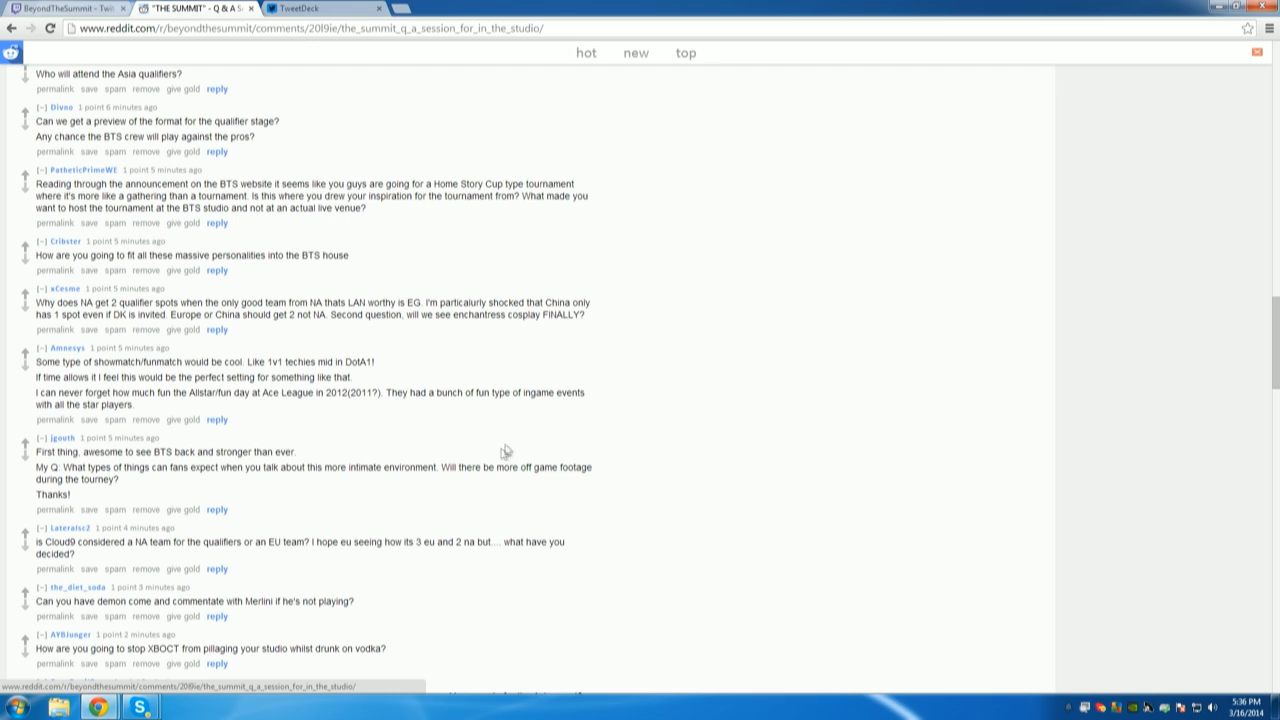 BeyondTheSummit - Twi
"THE SUMMIT" - Q & A S
TweetDeck
www.reddit.com/r/beyondthesummit/comments/20l9ie/the_summit_q_a_session_for_in_the_studio/
hot new top
Who will attend the Asia qualifiers?
permalink save spam remove give gold reply
[–] Divno 1 point 6 minutes ago
Can we get a preview of the format for the qualifier stage?
Any chance the BTS crew will play against the pros?
permalink save spam remove give gold reply
[–] PatheticPrimeWE 1 point 5 minutes ago
Reading through the announcement on the BTS website it seems like you guys are going for a Home Story Cup type tournament
where it's more like a gathering than a tournament. Is this where you drew your inspiration for the tournament from? What made you
want to host the tournament at the BTS studio and not at an actual live venue?
permalink save spam remove give gold reply
[–] Cribster 1 point 5 minutes ago
How are you going to fit all these massive personalities into the BTS house
permalink save spam remove give gold reply
[–] xCesme 1 point 5 minutes ago
Why does NA get 2 qualifier spots when the only good team from NA thats LAN worthy is EG. I'm particalurly shocked that China only
has 1 spot even if DK is invited. Europe or China should get 2 not NA. Second question, will we see enchantress cosplay FINALLY?
permalink save spam remove give gold reply
[–] Amnesys 1 point 5 minutes ago
Some type of showmatch/funmatch would be cool. Like 1v1 techies mid in DotA1!
If time allows it I feel this would be the perfect setting for something like that.
I can never forget how much fun the Allstar/fun day at Ace League in 2012(2011?). They had a bunch of fun type of ingame events
with all the star players.
permalink save spam remove give gold reply
[–] jgouth 1 point 5 minutes ago
First thing, awesome to see BTS back and stronger than ever.
My Q: What types of things can fans expect when you talk about this more intimate environment. Will there be more off game footage
during the tourney?
Thanks!
permalink save spam remove give gold reply
[–] Lateralsc2 1 point 4 minutes ago
is Cloud9 considered a NA team for the qualifiers or an EU team? I hope eu seeing how its 3 eu and 2 na but.... what have you
decided?
permalink save spam remove give gold reply
[–] the_diet_soda 1 point 3 minutes ago
Can you have demon come and commentate with Merlini if he's not playing?
permalink save spam remove give gold reply
[–] AYBJunger 1 point 2 minutes ago
How are you going to stop XBOCT from pillaging your studio whilst drunk on vodka?
permalink save spam remove give gold reply
www.reddit.com/r/beyondthesummit/comments/20l9ie/the_summit_q_a_session_for_in_the_studio/
5:36 PM
3/16/2014